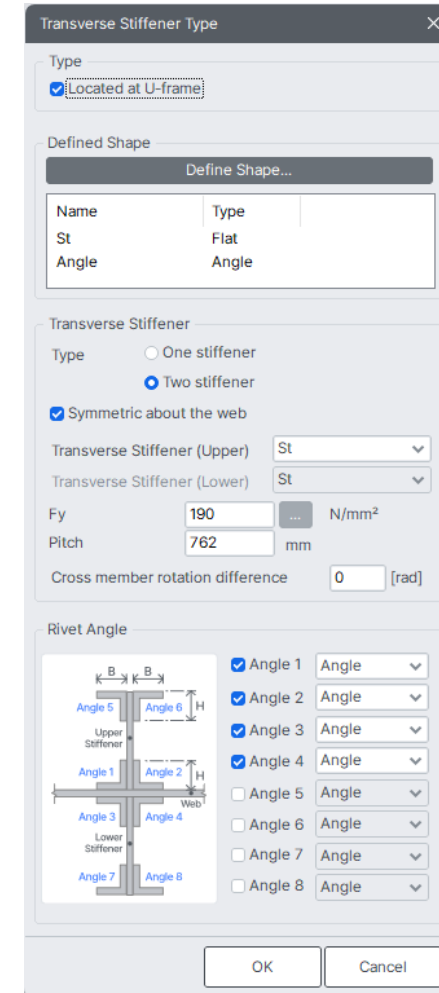 Transverse Stiffener Type
Type
Located at U-frame
Defined Shape
Define Shape...
Name Type
St Flat
Angle Angle
Transverse Stiffener
Type One stiffener
Two stiffener
Symmetric about the web
Transverse Stiffener (Upper) St
Transverse Stiffener (Lower) St
Fy 190 ... N/mm²
Pitch 762 mm
Cross member rotation difference 0 [rad]
Rivet Angle
B B
Angle 5 Angle 6 H
Upper
Stiffener
Angle 1 Angle 2 H
Web
Angle 3 Angle 4
Lower
Stiffener
Angle 7 Angle 8
Angle 1 Angle
Angle 2 Angle
Angle 3 Angle
Angle 4 Angle
Angle 5 Angle
Angle 6 Angle
Angle 7 Angle
Angle 8 Angle
OK Cancel